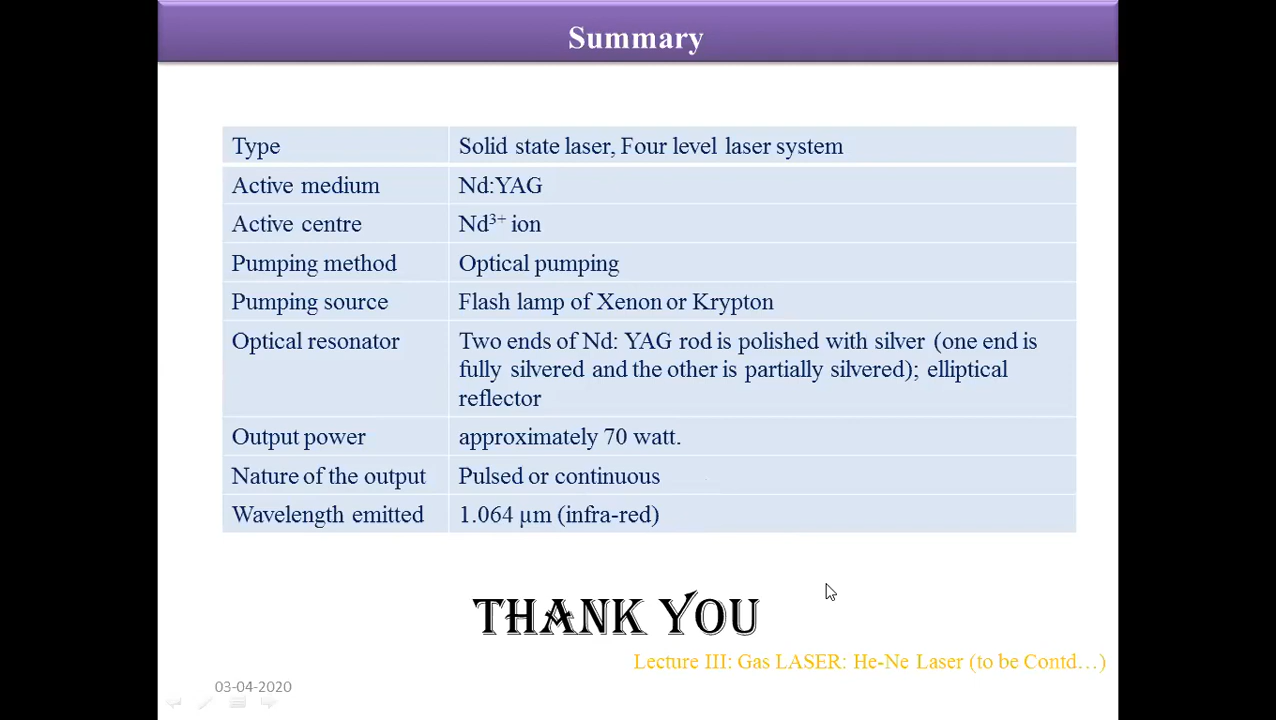 Summary
Type Solid state laser, Four level laser system
Active medium Nd:YAG
Active centre Nd³⁺ ion
Pumping method Optical pumping
Pumping source Flash lamp of Xenon or Krypton
Optical resonator Two ends of Nd: YAG rod is polished with silver (one end is
fully silvered and the other is partially silvered); elliptical
reflector
Output power approximately 70 watt.
Nature of the output Pulsed or continuous
Wavelength emitted 1.064 μm (infra-red)
THANK YOU
Lecture III: Gas LASER: He-Ne Laser (to be Contd…)
03-04-2020